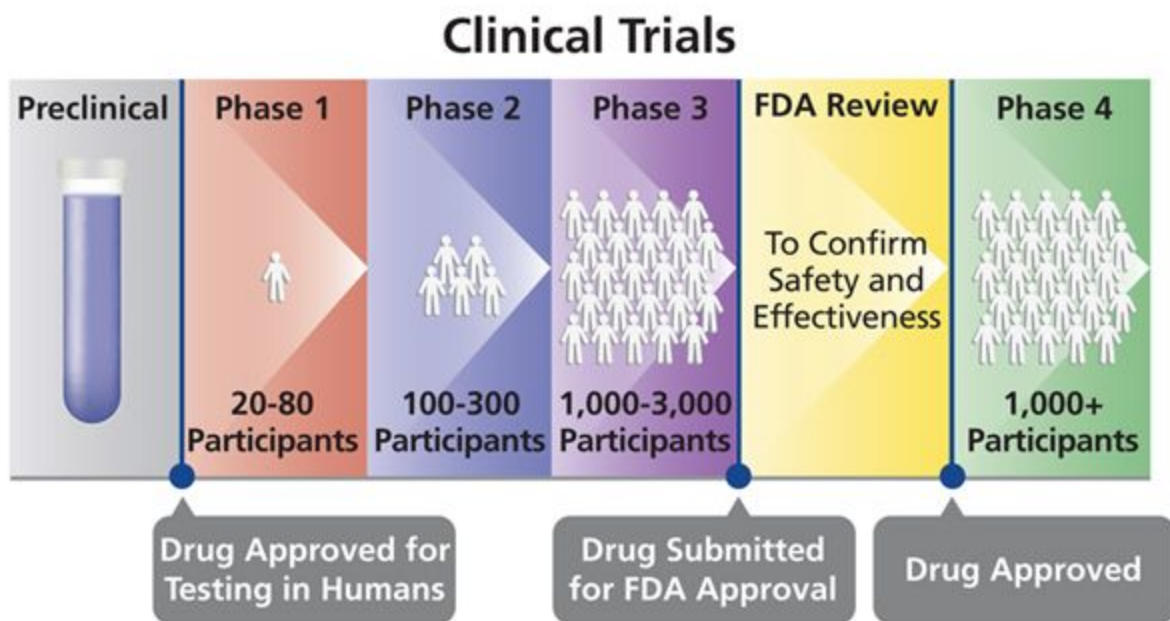 Clinical Trials
Preclinical
Phase 1
20-80
Participants
Phase 2
100-300
Participants
Phase 3
1,000-3,000
Participants
FDA Review
To Confirm
Safety and
Effectiveness
Phase 4
1,000+
Participants
Drug Approved for
Testing in Humans
Drug Submitted
for FDA Approval
Drug Approved